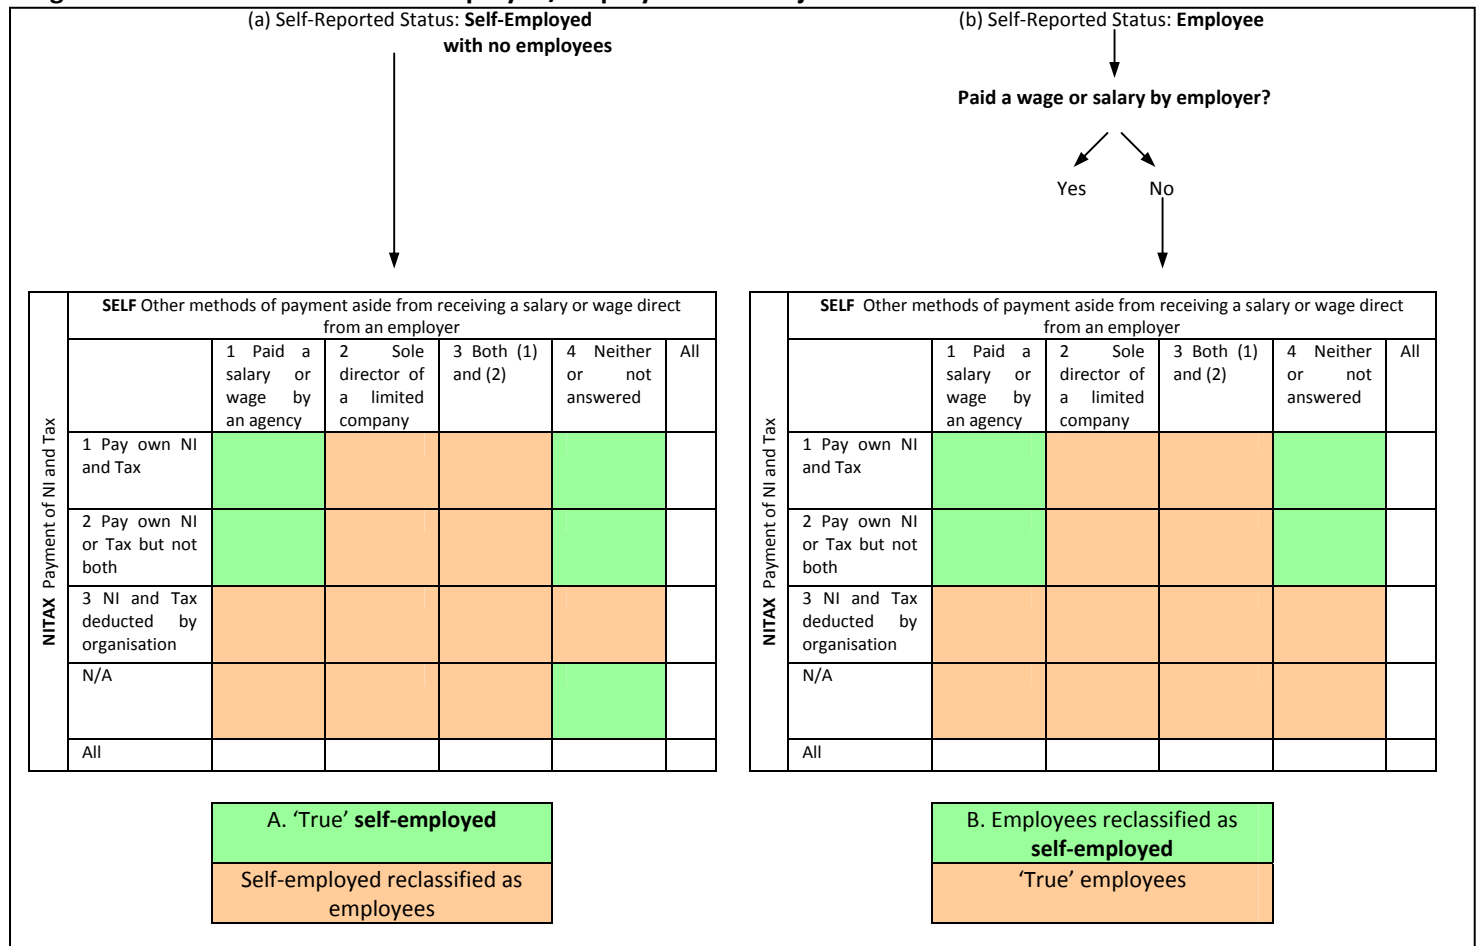 (a) Self-Reported Status: Self-Employed
with no employees
(b) Self-Reported Status: Employee
Paid a wage or salary by employer?
Yes No
NITAX Payment of NI and Tax
SELF Other methods of payment aside from receiving a salary or wage direct
from an employer
1 Paid a
salary or
wage by
an agency
2 Sole
director of
a limited
company
3 Both (1)
and (2)
4 Neither
or not
answered
All
1 Pay own NI
and Tax
2 Pay own NI
or Tax but not
both
3 NI and Tax
deducted by
organisation
N/A
All
NITAX Payment of NI and Tax
SELF Other methods of payment aside from receiving a salary or wage direct
from an employer
1 Paid a
salary or
wage by
an agency
2 Sole
director of
a limited
company
3 Both (1)
and (2)
4 Neither
or not
answered
All
1 Pay own NI
and Tax
2 Pay own NI
or Tax but not
both
3 NI and Tax
deducted by
organisation
N/A
All
A. ‘True’ self-employed
Self-employed reclassified as
employees
B. Employees reclassified as
self-employed
‘True’ employees